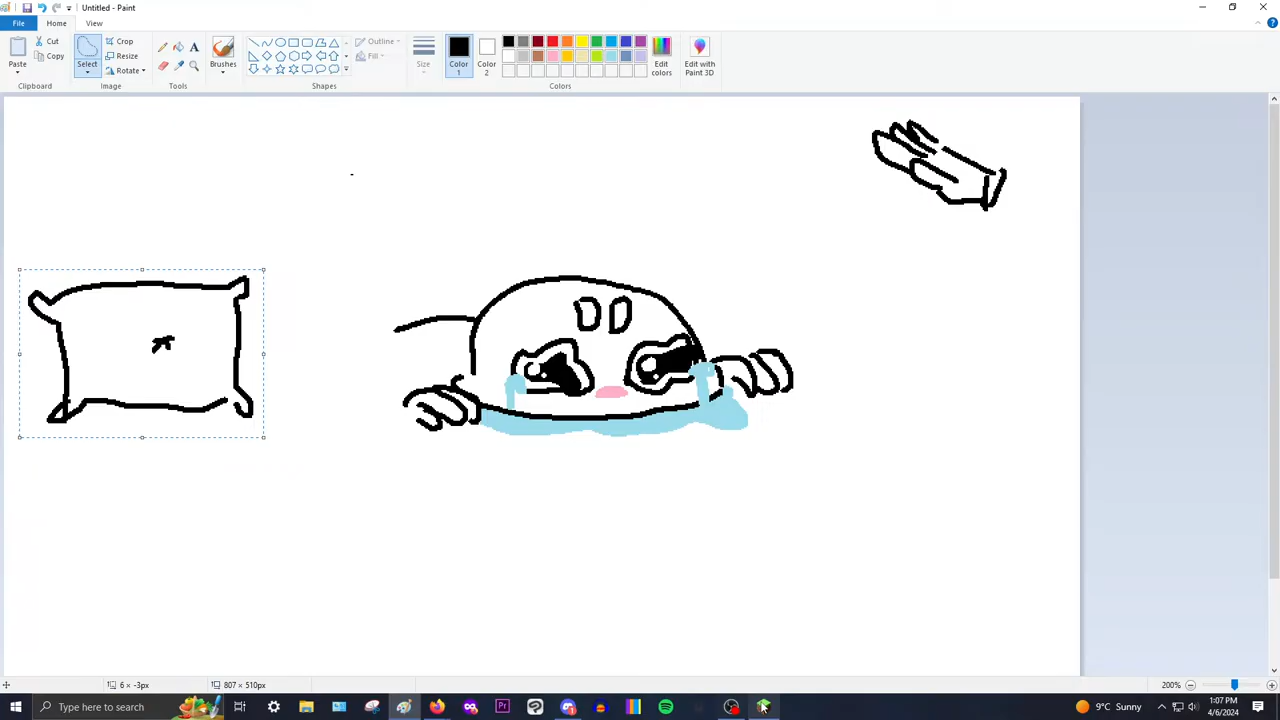 Untitled - Paint
File Home View
Paste Cut Copy Clipboard
Select Crop Resize Rotate Image
Tools
Brushes
Outline Fill Shapes
Size
Color 1 Color 2 Edit colors Colors
Edit with Paint 3D
6 × -3px 807 × 510px 200%
Type here to search
Pr
9°C Sunny
1:07 PM
4/6/2024